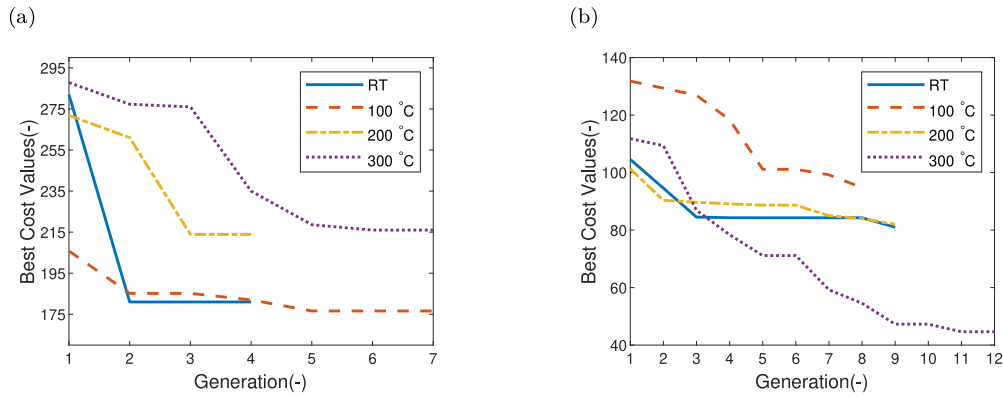 (a)
(b)
Best Cost Values(-)
295
275
255
235
215
195
175
1 2 3 4 5 6 7
Generation(-)
RT
100 °C
200 °C
300 °C
Best Cost Values(-)
140
120
100
80
60
40
1 2 3 4 5 6 7 8 9 10 11 12
Generation(-)
RT
100 °C
200 °C
300 °C